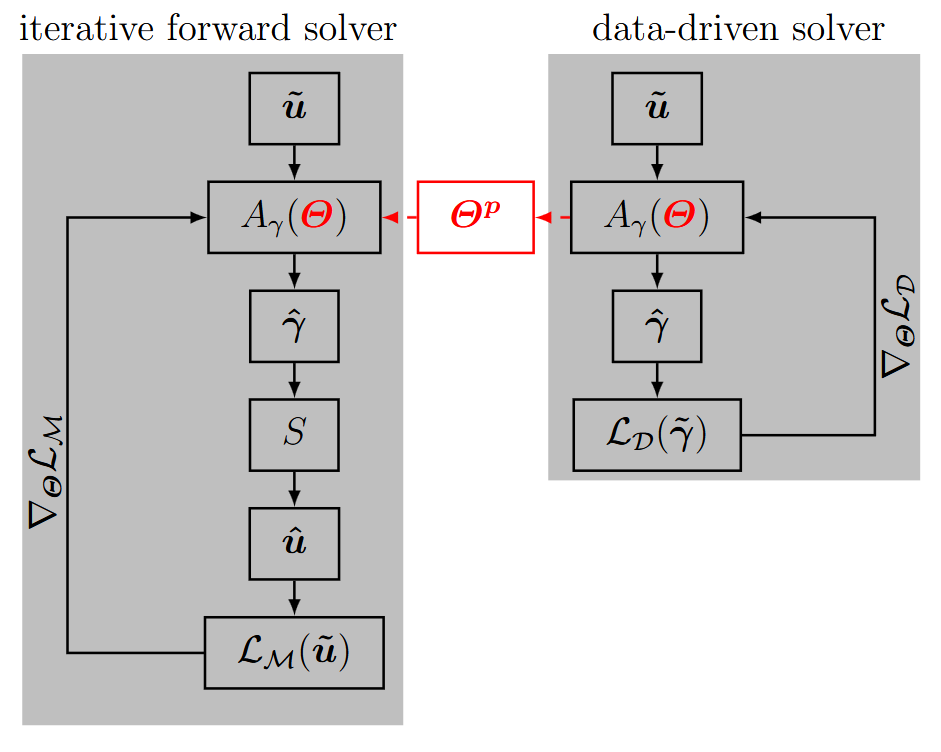 iterative forward solver
ũ
A_γ(Θ)
γ̂
S
û
ℒ_ℳ(ũ)
∇_Θ ℒ_ℳ
Θ^p
data-driven solver
ũ
A_γ(Θ)
γ̂
ℒ_𝒟(γ̃)
∇_Θ ℒ_𝒟